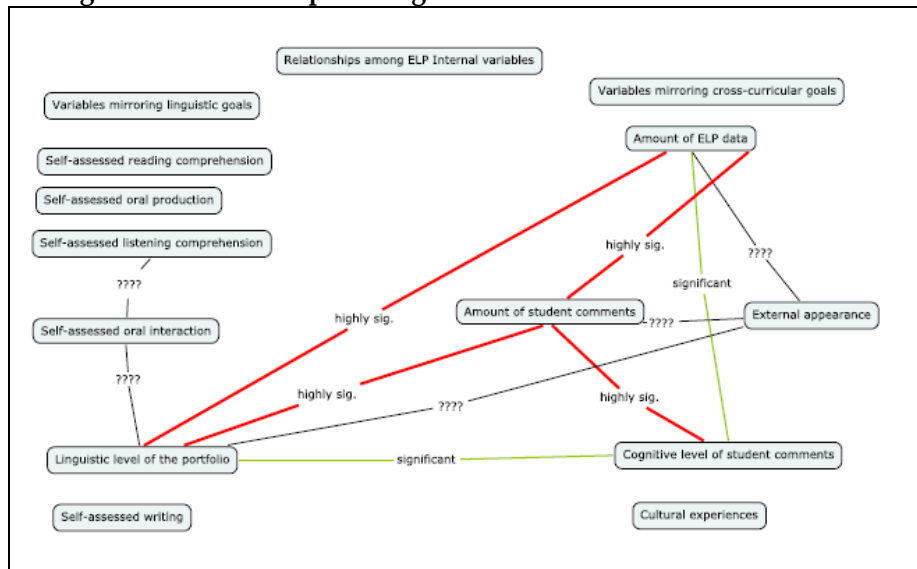 Relationships among ELP Internal variables
Variables mirroring linguistic goals
Variables mirroring cross-curricular goals
Amount of ELP data
Self-assessed reading comprehension
Self-assessed oral production
Self-assessed listening comprehension
highly sig.
????
????
significant
Amount of student comments
External appearance
????
highly sig.
Self-assessed oral interaction
????
highly sig.
highly sig.
????
Linguistic level of the portfolio
significant
Cognitive level of student comments
Self-assessed writing
Cultural experiences